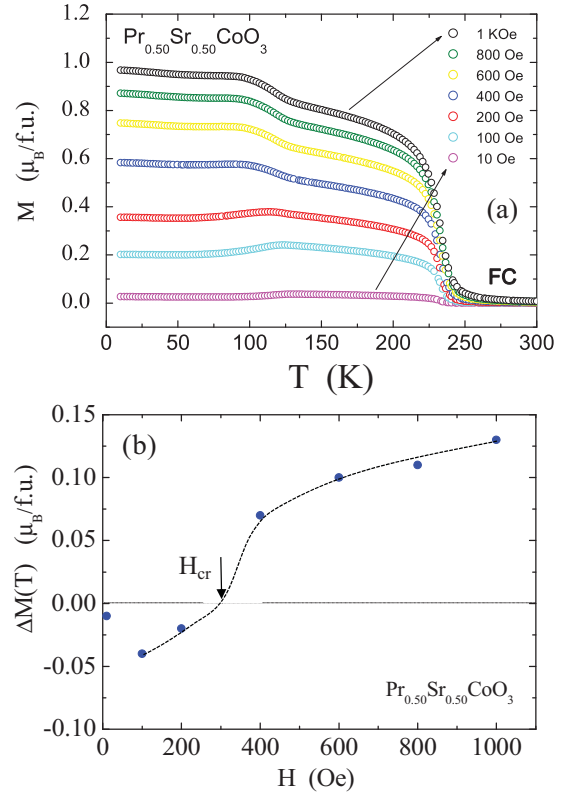 (a)
Pr0.50Sr0.50CoO3
1 KOe
800 Oe
600 Oe
400 Oe
200 Oe
100 Oe
10 Oe
(a)
FC
1.2
1.0
0.8
0.6
0.4
0.2
0.0
M (μB/f.u.)
0 50 100 150 200 250 300
T (K)
(b)
0.15
0.10
0.05
0.00
-0.05
-0.10
ΔM(T) (μB/f.u.)
Hcr
Pr0.50Sr0.50CoO3
0 200 400 600 800 1000
H (Oe)